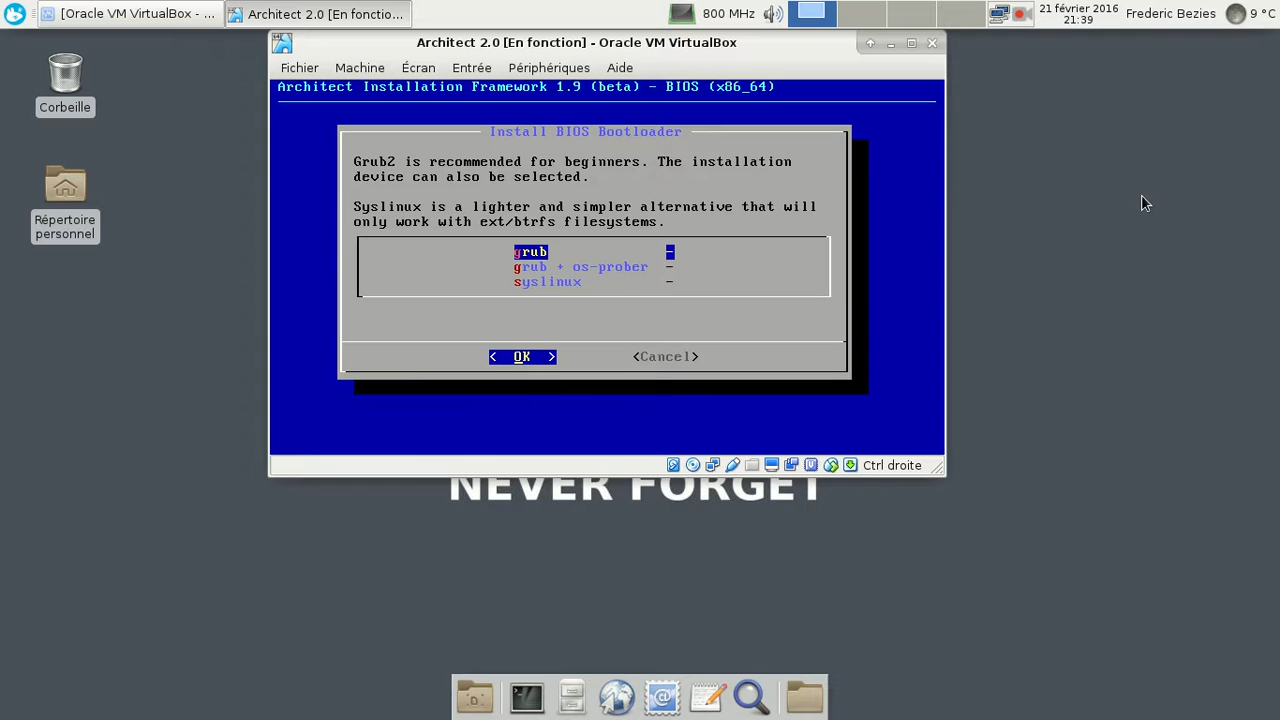 [Oracle VM VirtualBox - ...
Architect 2.0 [En fonctio...
800 MHz
21 février 2016
21:39
Frederic Bezies
9 °C
Corbeille
Répertoire
personnel
Architect 2.0 [En fonction] - Oracle VM VirtualBox
Fichier Machine Écran Entrée Périphériques Aide
Architect Installation Framework 1.9 (beta) - BIOS (x86_64)
Install BIOS Bootloader
Grub2 is recommended for beginners. The installation
device can also be selected.
Syslinux is a lighter and simpler alternative that will
only work with ext/btrfs filesystems.
grub -
grub + os-prober -
syslinux -
< OK > <Cancel>
Ctrl droite
NEVER FORGET